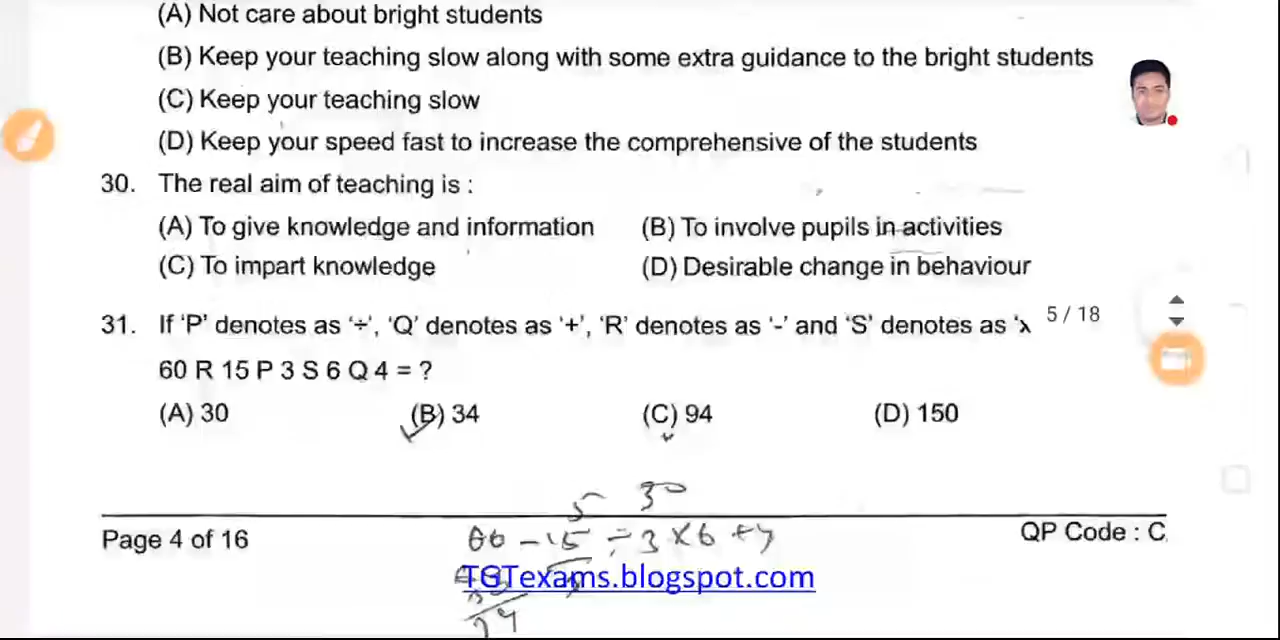 (A) Not care about bright students
(B) Keep your teaching slow along with some extra guidance to the bright students
(C) Keep your teaching slow
(D) Keep your speed fast to increase the comprehensive of the students
30. The real aim of teaching is :
(A) To give knowledge and information (B) To involve pupils in activities
(C) To impart knowledge (D) Desirable change in behaviour
31. If 'P' denotes as '÷', 'Q' denotes as '+', 'R' denotes as '-' and 'S' denotes as
5 / 18
60 R 15 P 3 S 6 Q 4 = ?
(A) 30 (B) 34 (C) 94 (D) 150
5 30
Page 4 of 16
60 - 15 ÷ 3 × 6 + 4
QP Code : C
TGTexams.blogspot.com
34